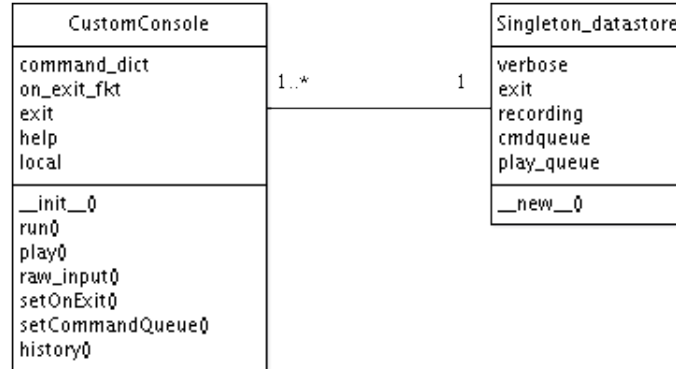 CustomConsole
command_dict
on_exit_fkt
exit
help
local
__init__()
run()
play()
raw_input()
setOnExit()
setCommandQueue()
history()
1..*
1
Singleton_datastore
verbose
exit
recording
cmdqueue
play_queue
__new__()